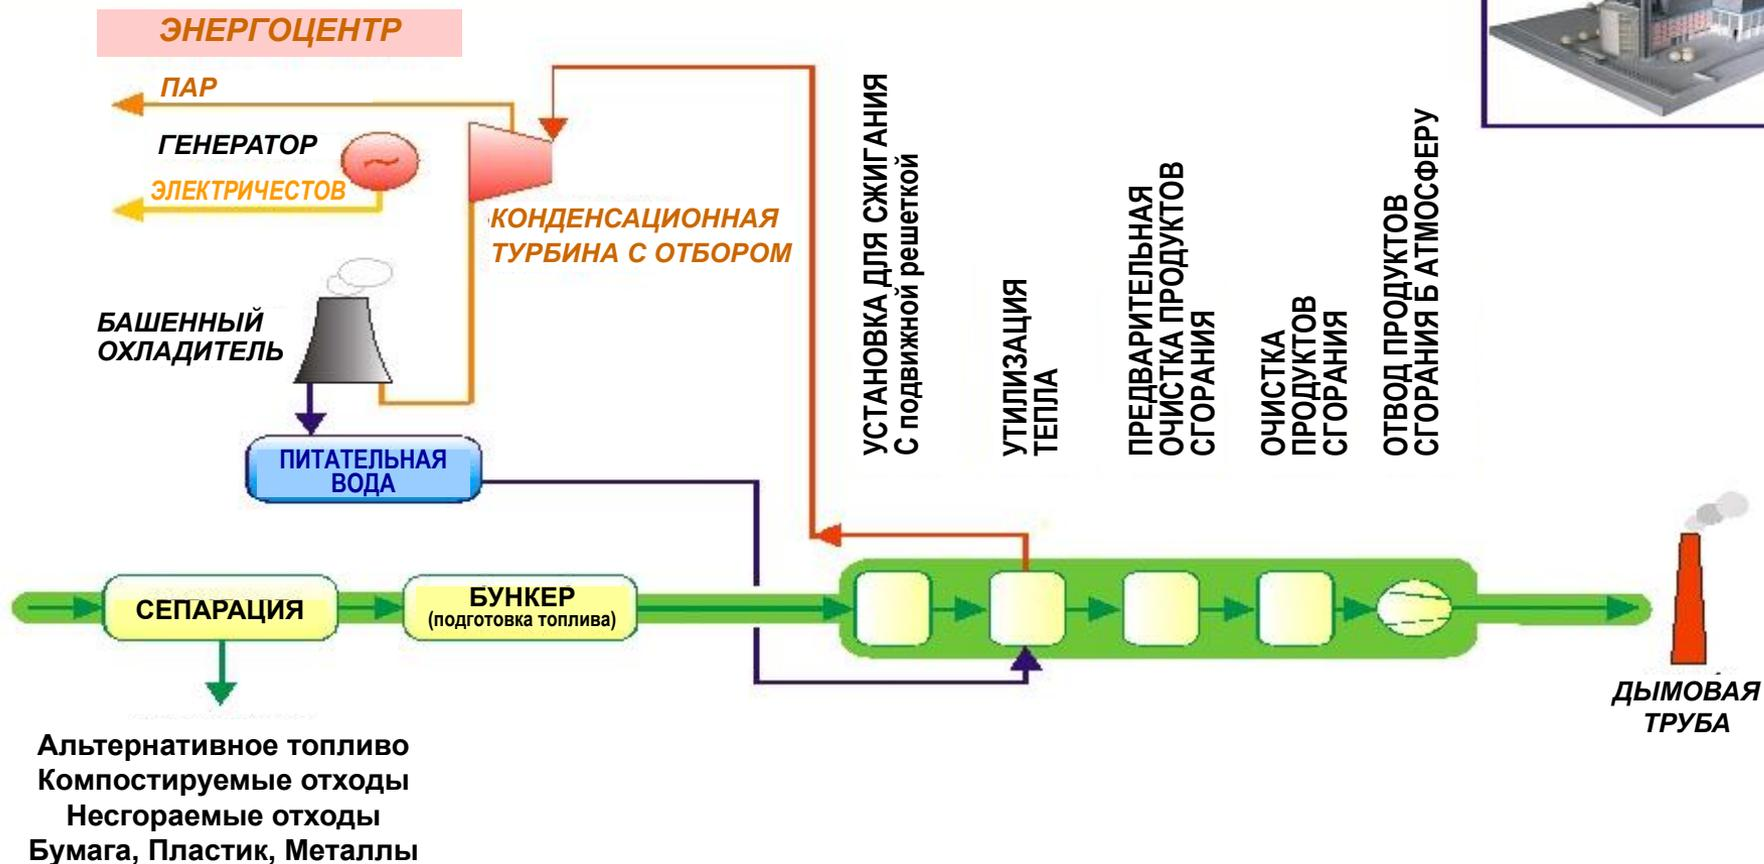 ЭНЕРГОЦЕНТР
ПАР
ГЕНЕРАТОР
ЭЛЕКТРИЧЕСТОВ
КОНДЕНСАЦИОННАЯ
ТУРБИНА С ОТБОРОМ
БАШЕННЫЙ
ОХЛАДИТЕЛЬ
ПИТАТЕЛЬНАЯ
ВОДА
УСТАНОВКА ДЛЯ СЖИГАНИЯ
С подвижной решеткой
УТИЛИЗАЦИЯ
ТЕПЛА
ПРЕДВАРИТЕЛЬНАЯ
ОЧИСТКА ПРОДУКТОВ
СГОРАНИЯ
ОЧИСТКА
ПРОДУКТОВ
СГОРАНИЯ
ОТВОД ПРОДУКТОВ
СГОРАНИЯ Б АТМОСФЕРУ
СЕПАРАЦИЯ
БУНКЕР
(подготовка топлива)
ДЫМОВАЯ
ТРУБА
Альтернативное топливо
Компостируемые отходы
Несгораемые отходы
Бумага, Пластик, Металлы